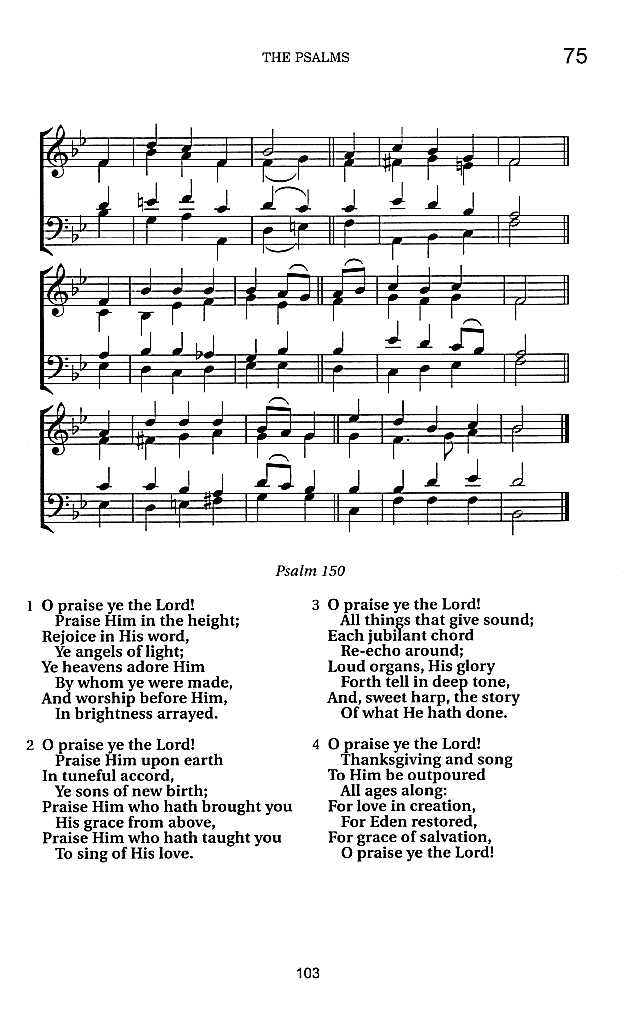 THE PSALMS
75
Psalm 150
1 O praise ye the Lord!
Praise Him in the height;
Rejoice in His word,
Ye angels of light;
Ye heavens adore Him
By whom ye were made,
And worship before Him,
In brightness arrayed.
2 O praise ye the Lord!
Praise Him upon earth
In tuneful accord,
Ye sons of new birth;
Praise Him who hath brought you
His grace from above,
Praise Him who hath taught you
To sing of His love.
3 O praise ye the Lord!
All things that give sound;
Each jubilant chord
Re-echo around;
Loud organs, His glory
Forth tell in deep tone,
And, sweet harp, the story
Of what He hath done.
4 O praise ye the Lord!
Thanksgiving and song
To Him be outpoured
All ages along:
For love in creation,
For Eden restored,
For grace of salvation,
O praise ye the Lord!
103